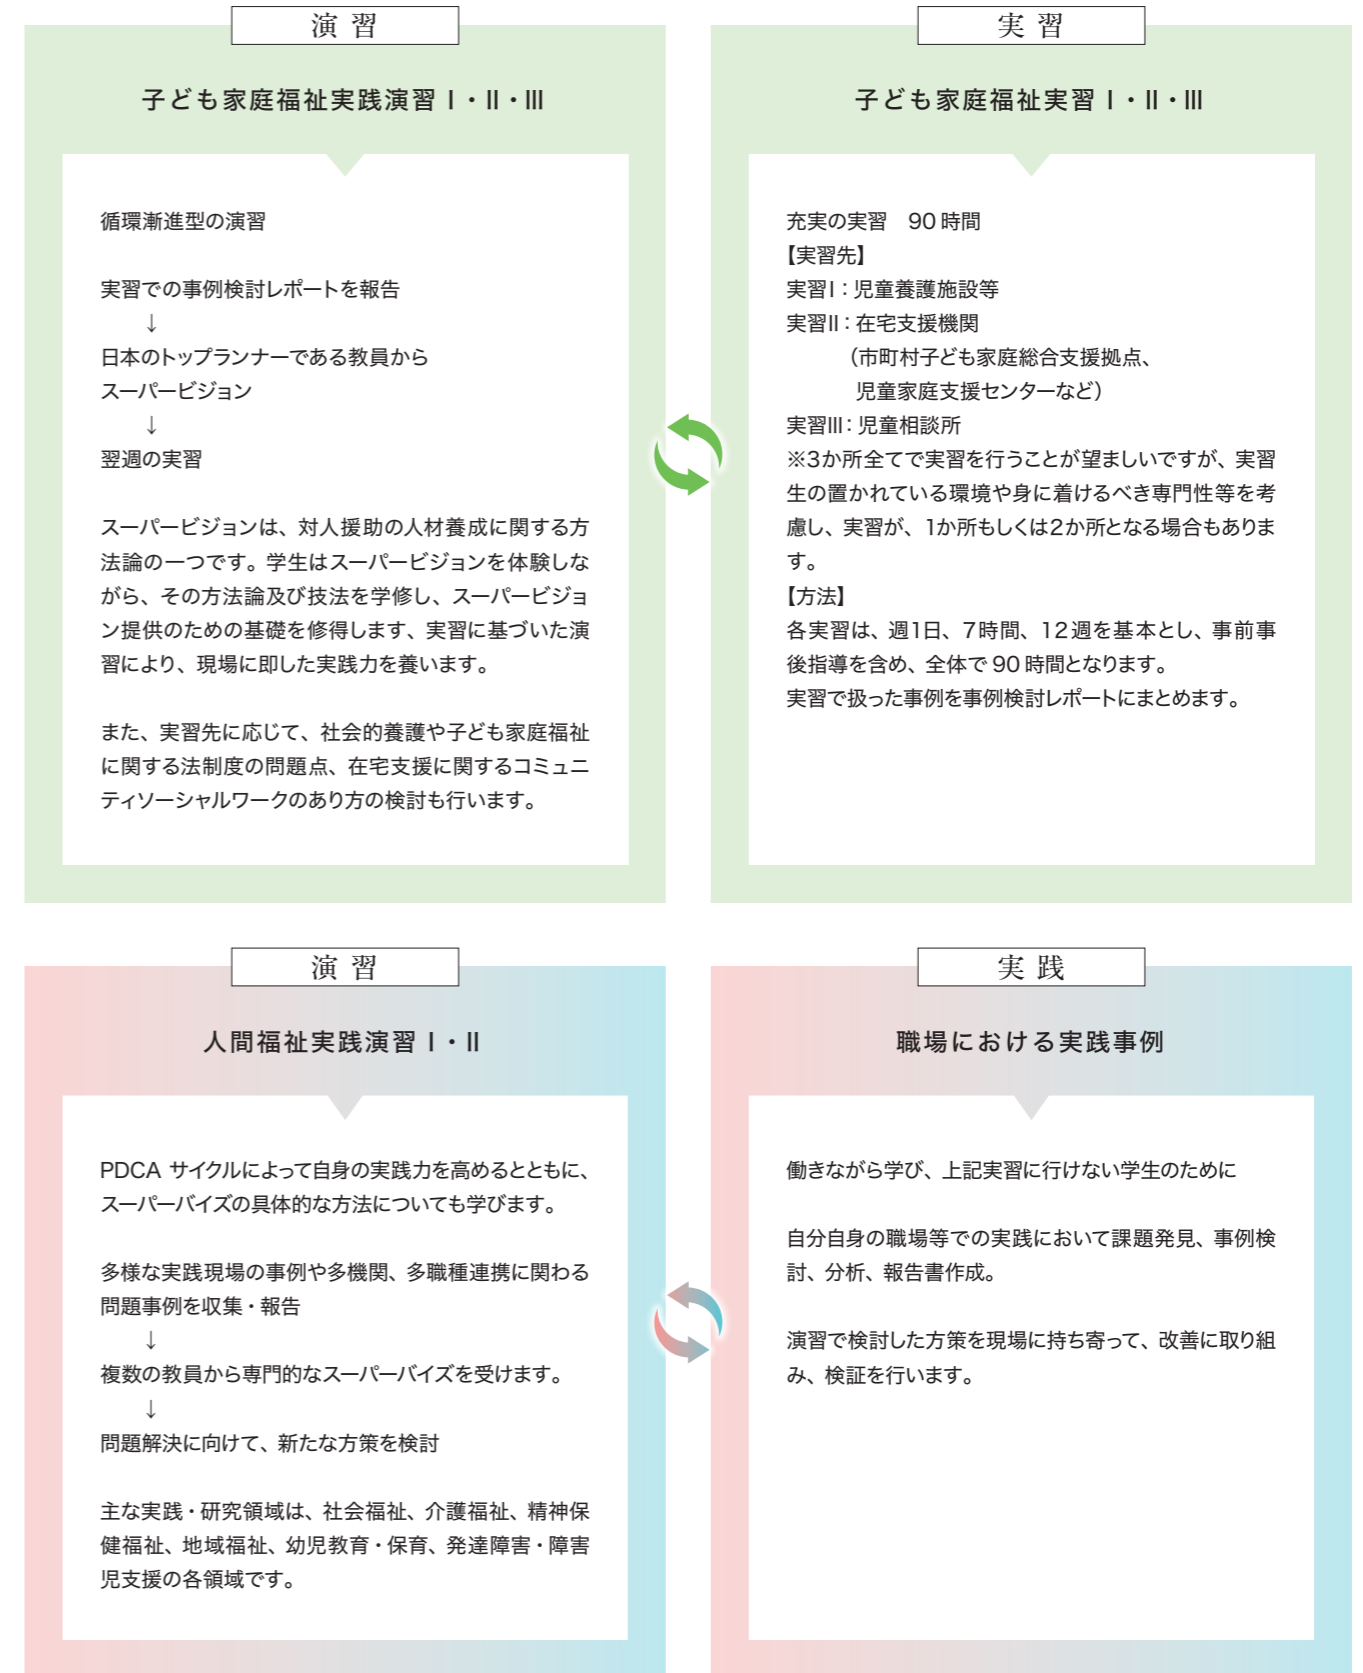 演習
子ども家庭福祉実践演習 I・II・III
循環漸進型の演習
実習での事例検討レポートを報告
↓
日本のトップランナーである教員から
スーパービジョン
↓
翌週の実習
スーパービジョンは、対人援助の人材養成に関する方
法論の一つです。学生はスーパービジョンを体験しな
がら、その方法論及び技法を学修し、スーパービジョ
ン提供のための基礎を修得します、実習に基づいた演
習により、現場に即した実践力を養います。
また、実習先に応じて、社会的養護や子ども家庭福祉
に関する法制度の問題点、在宅支援に関するコミュニ
ティソーシャルワークのあり方の検討も行います。
実習
子ども家庭福祉実習 I・II・III
充実の実習　90時間
【実習先】
実習I：児童養護施設等
実習II：在宅支援機関
（市町村子ども家庭総合支援拠点、
児童家庭支援センターなど）
実習III：児童相談所
※3か所全てで実習を行うことが望ましいですが、実習
生の置かれている環境や身に着けるべき専門性等を考
慮し、実習が、1か所もしくは2か所となる場合もありま
す。
【方法】
各実習は、週1日、7時間、12週を基本とし、事前事
後指導を含め、全体で90時間となります。
実習で扱った事例を事例検討レポートにまとめます。
演習
人間福祉実践演習 I・II
PDCA サイクルによって自身の実践力を高めるとともに、
スーパーバイズの具体的な方法についても学びます。
多様な実践現場の事例や多機関、多職種連携に関わる
問題事例を収集・報告
↓
複数の教員から専門的なスーパーバイズを受けます。
↓
問題解決に向けて、新たな方策を検討
主な実践・研究領域は、社会福祉、介護福祉、精神保
健福祉、地域福祉、幼児教育・保育、発達障害・障害
児支援の各領域です。
実践
職場における実践事例
働きながら学び、上記実習に行けない学生のために
自分自身の職場等での実践において課題発見、事例検
討、分析、報告書作成。
演習で検討した方策を現場に持ち寄って、改善に取り組
み、検証を行います。